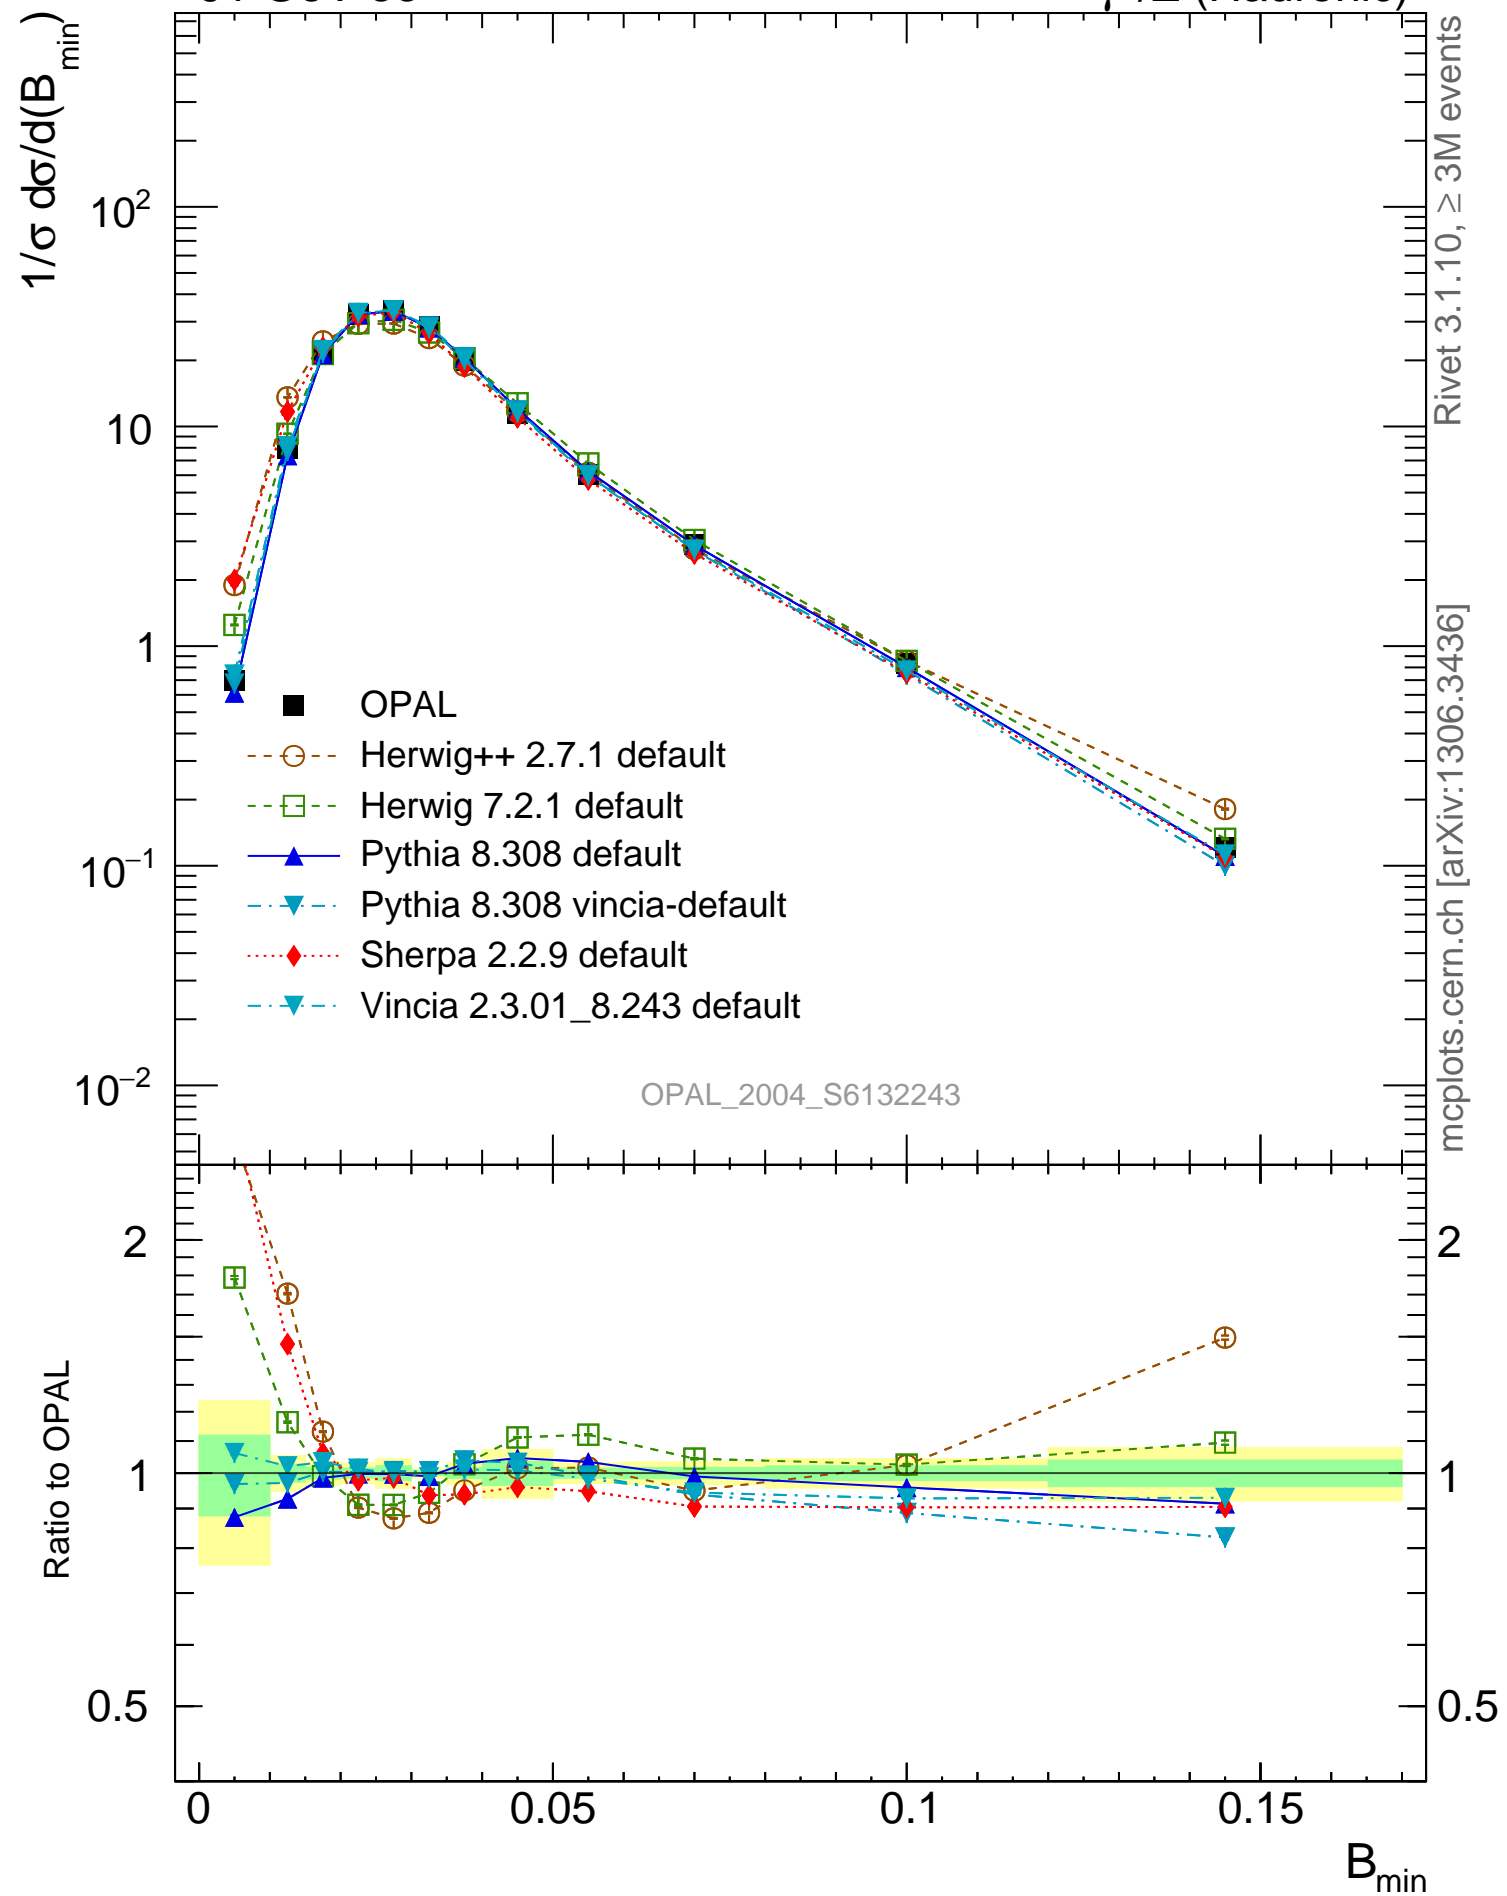 1/σ dσ/d(B_min)
10²
10
1
10⁻¹
10⁻²
OPAL
Herwig++ 2.7.1 default
Herwig 7.2.1 default
Pythia 8.308 default
Pythia 8.308 vincia-default
Sherpa 2.2.9 default
Vincia 2.3.01_8.243 default
OPAL_2004_S6132243
Rivet 3.1.10, ≥ 3M events
mcplots.cern.ch [arXiv:1306.3436]
Ratio to OPAL
2
1
0.5
2
1
0.5
0
0.05
0.1
0.15
B_min